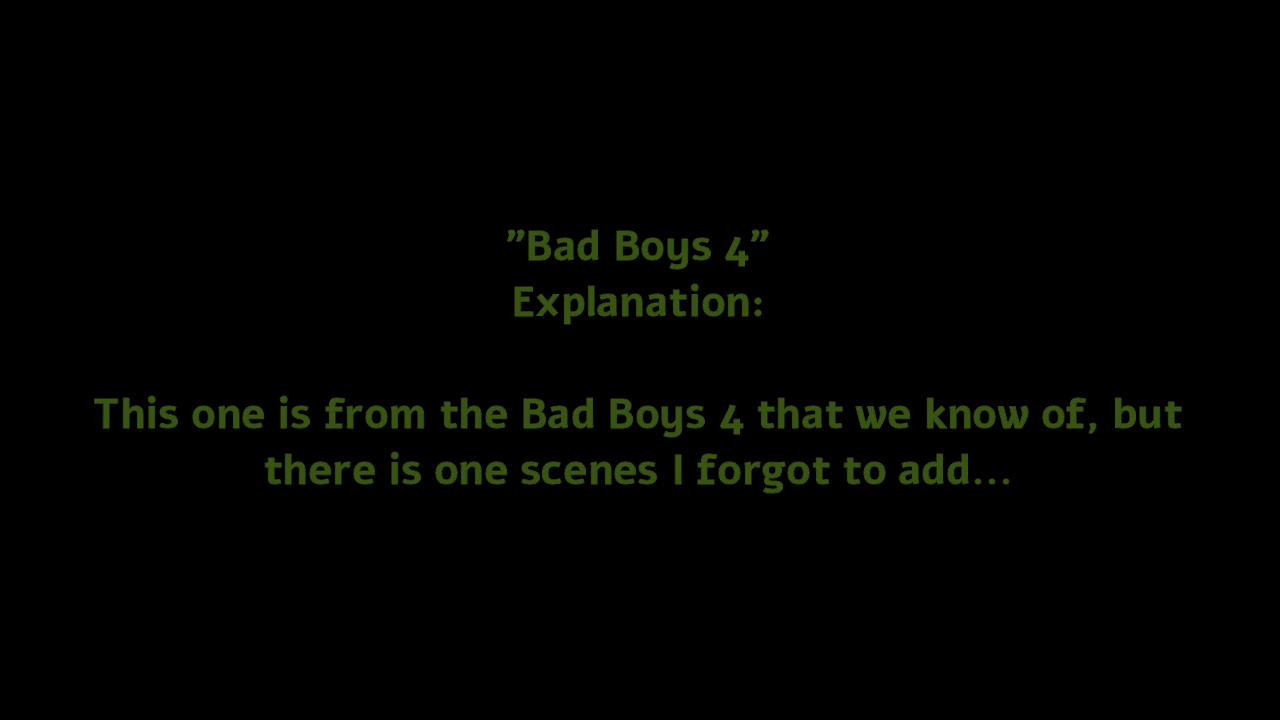 ”Bad Boys 4”
Explanation:
This one is from the Bad Boys 4 that we know of, but
there is one scenes I forgot to add...